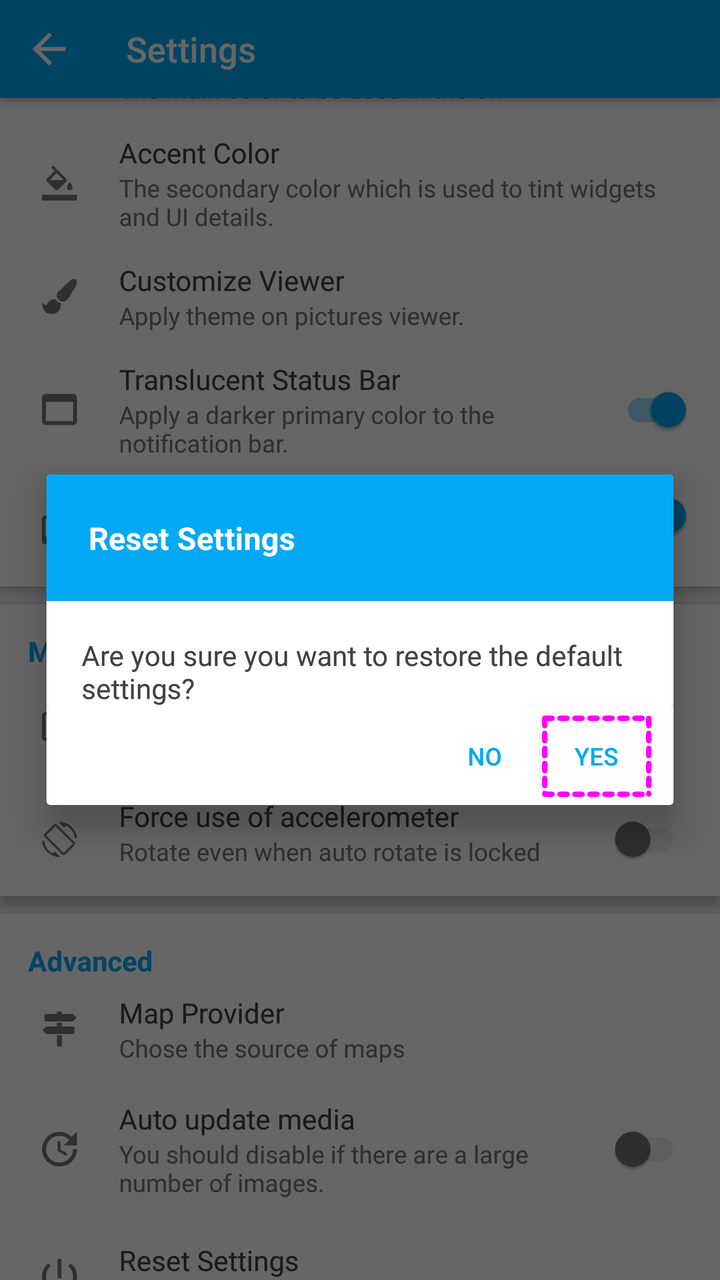 Settings
Accent Color
The secondary color which is used to tint widgets
and UI details.
Customize Viewer
Apply theme on pictures viewer.
Translucent Status Bar
Apply a darker primary color to the
notification bar.
Reset Settings
Are you sure you want to restore the default
settings?
NO YES
Force use of accelerometer
Rotate even when auto rotate is locked
Advanced
Map Provider
Chose the source of maps
Auto update media
You should disable if there are a large
number of images.
Reset Settings